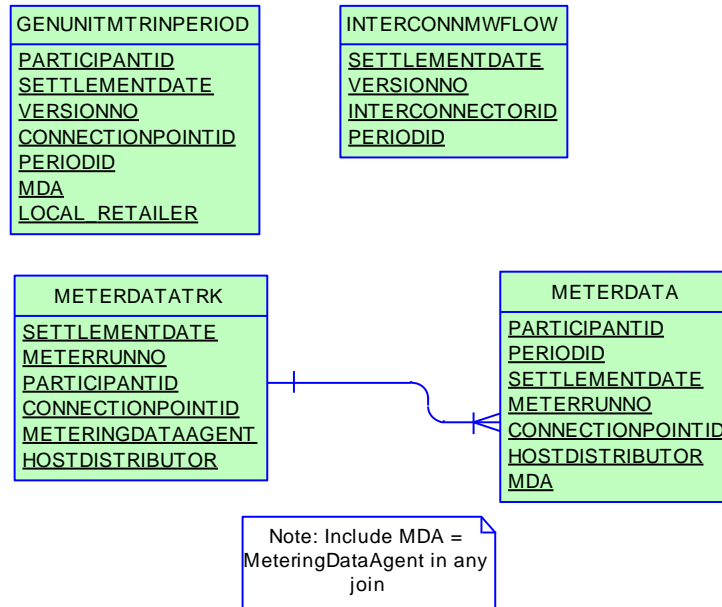 GENUNITMTRINPERIOD
PARTICIPANTID
SETTLEMENTDATE
VERSIONNO
CONNECTIONPOINTID
PERIODID
MDA
LOCAL_RETAILER
INTERCONNMWFLOW
SETTLEMENTDATE
VERSIONNO
INTERCONNECTORID
PERIODID
METERDATATRK
SETTLEMENTDATE
METERRUNNO
PARTICIPANTID
CONNECTIONPOINTID
METERINGDATAAGENT
HOSTDISTRIBUTOR
METERDATA
PARTICIPANTID
PERIODID
SETTLEMENTDATE
METERRUNNO
CONNECTIONPOINTID
HOSTDISTRIBUTOR
MDA
Note: Include MDA =
MeteringDataAgent in any
join